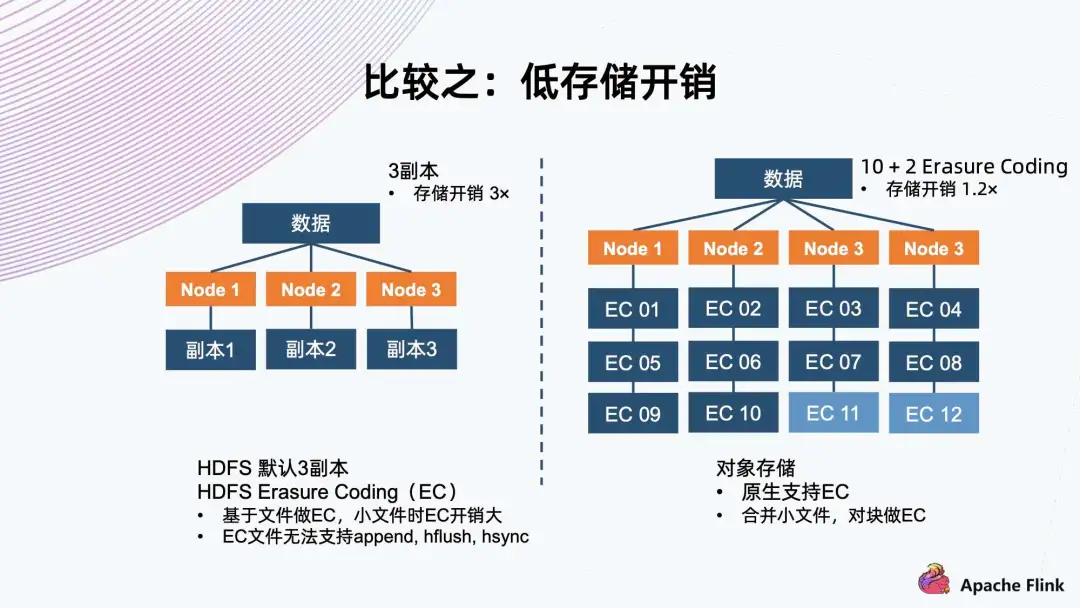 比较之：低存储开销
3副本
• 存储开销 3×
数据
Node 1 Node 2 Node 3
副本1 副本2 副本3
HDFS 默认3副本
HDFS Erasure Coding（EC）
• 基于文件做EC，小文件时EC开销大
• EC文件无法支持append, hflush, hsync
10 + 2 Erasure Coding
• 存储开销 1.2×
数据
Node 1 Node 2 Node 3 Node 3
EC 01 EC 02 EC 03 EC 04
EC 05 EC 06 EC 07 EC 08
EC 09 EC 10 EC 11 EC 12
对象存储
• 原生支持EC
• 合并小文件，对块做EC
Apache Flink